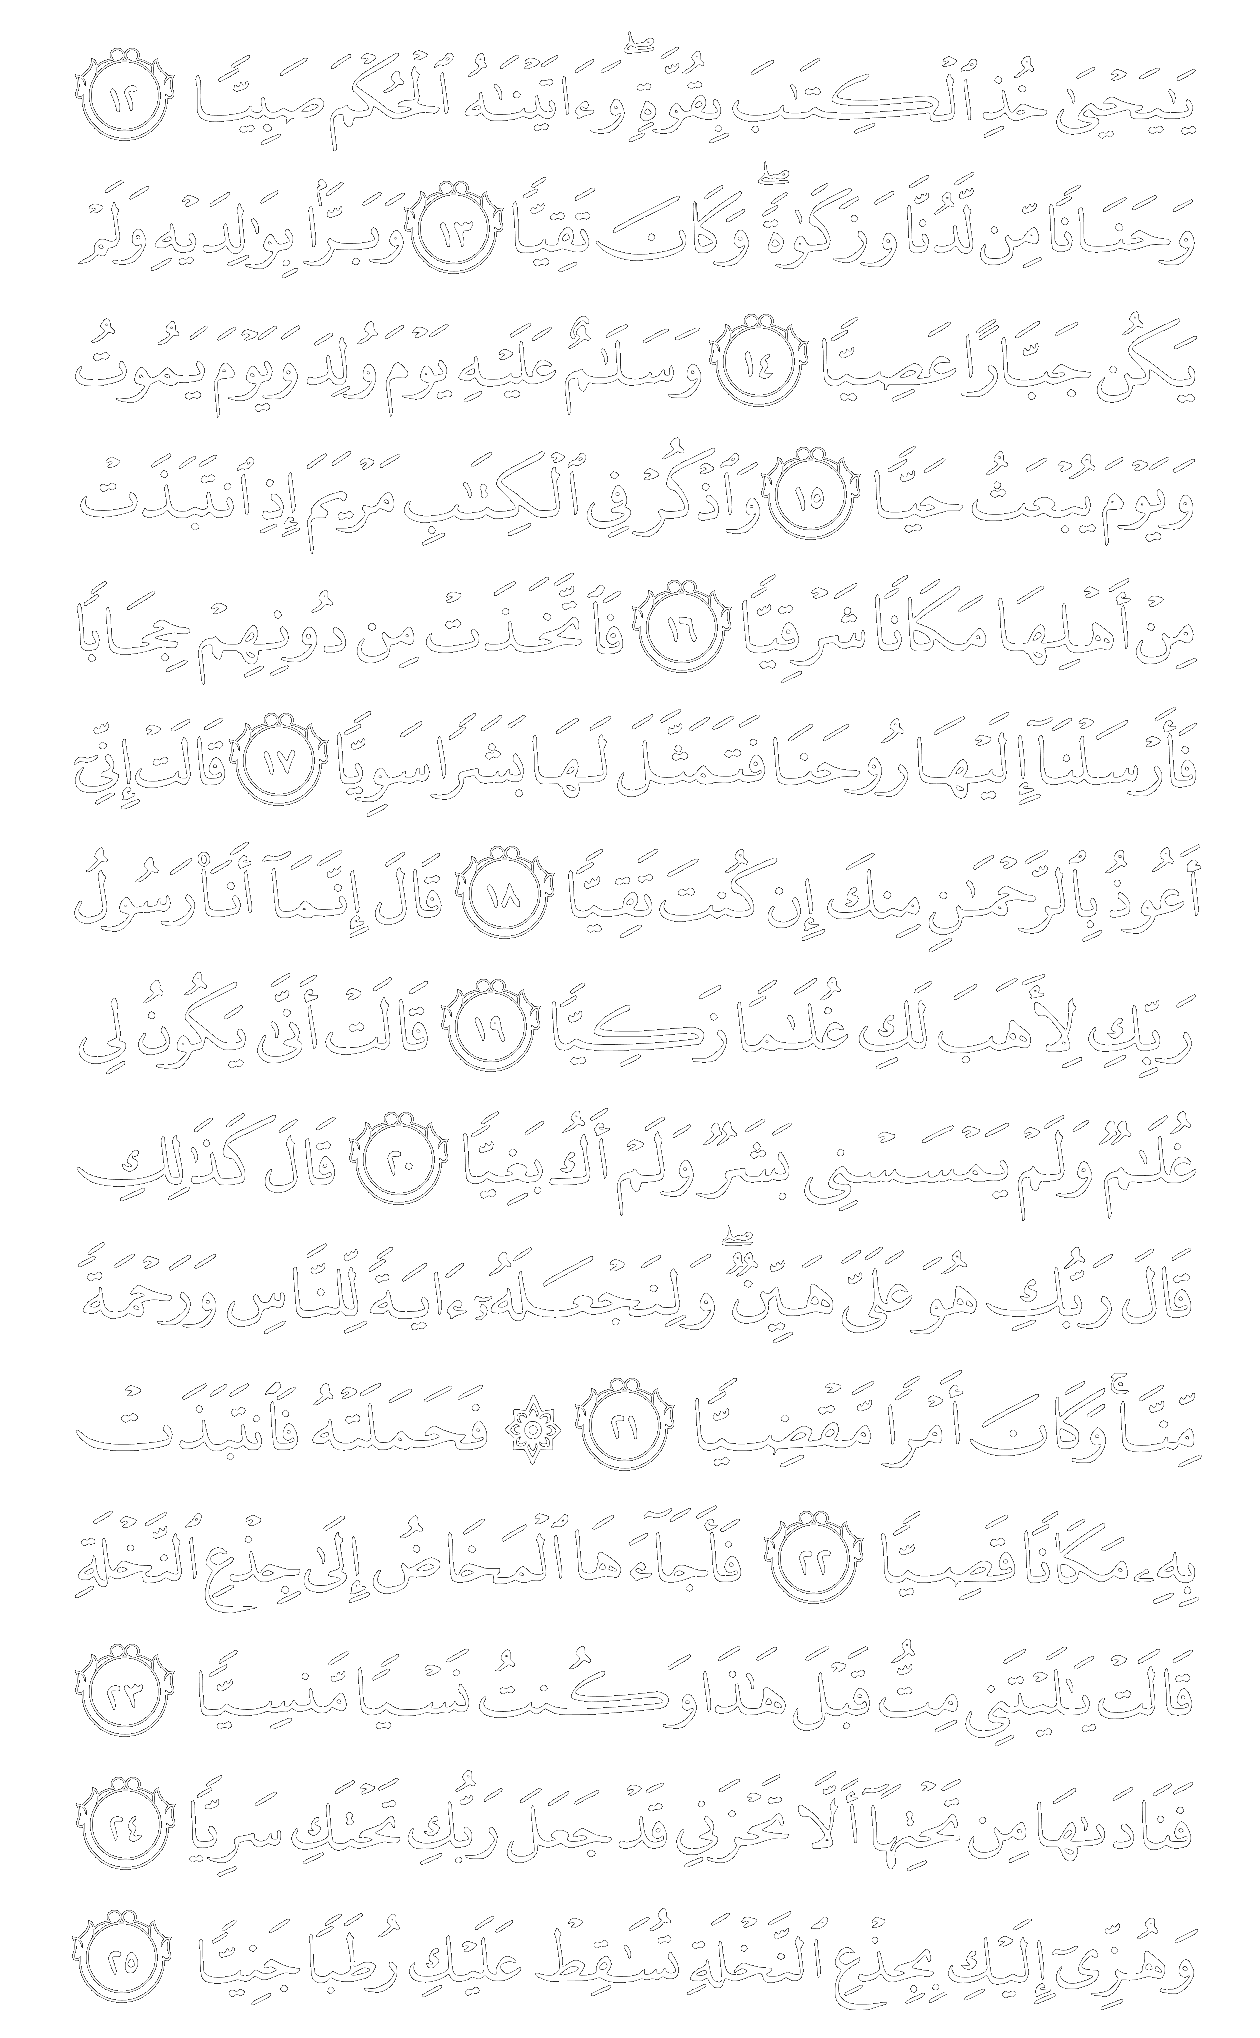 يَـٰيَحْيَىٰ خُذِ ٱلْكِتَـٰبَ بِقُوَّةٍۢ ۖ وَءَاتَيْنَـٰهُ ٱلْحُكْمَ صَبِيًّۭا ١٢
وَحَنَانًۭا مِّن لَّدُنَّا وَزَكَوٰةًۭ ۖ وَكَانَ تَقِيًّۭا ١٣ وَبَرًّۢا بِوَٰلِدَيْهِ وَلَمْ
يَكُن جَبَّارًا عَصِيًّۭا ١٤ وَسَلَـٰمٌ عَلَيْهِ يَوْمَ وُلِدَ وَيَوْمَ يَمُوتُ
وَيَوْمَ يُبْعَثُ حَيًّۭا ١٥ وَٱذْكُرْ فِى ٱلْكِتَـٰبِ مَرْيَمَ إِذِ ٱنتَبَذَتْ
مِنْ أَهْلِهَا مَكَانًۭا شَرْقِيًّۭا ١٦ فَٱتَّخَذَتْ مِن دُونِهِمْ حِجَابًۭا
فَأَرْسَلْنَآ إِلَيْهَا رُوحَنَا فَتَمَثَّلَ لَهَا بَشَرًۭا سَوِيًّۭا ١٧ قَالَتْ إِنِّىٓ
أَعُوذُ بِٱلرَّحْمَـٰنِ مِنكَ إِن كُنتَ تَقِيًّۭا ١٨ قَالَ إِنَّمَآ أَنَا۠ رَسُولُ
رَبِّكِ لِأَهَبَ لَكِ غُلَـٰمًۭا زَكِيًّۭا ١٩ قَالَتْ أَنَّىٰ يَكُونُ لِى
غُلَـٰمٌۭ وَلَمْ يَمْسَسْنِى بَشَرٌۭ وَلَمْ أَكُ بَغِيًّۭا ٢٠ قَالَ كَذَٰلِكِ
قَالَ رَبُّكِ هُوَ عَلَىَّ هَيِّنٌۭ ۖ وَلِنَجْعَلَهُۥٓ ءَايَةًۭ لِّلنَّاسِ وَرَحْمَةًۭ
مِّنَّا ۚ وَكَانَ أَمْرًۭا مَّقْضِيًّۭا ٢١ ۞ فَحَمَلَتْهُ فَٱنتَبَذَتْ
بِهِۦ مَكَانًۭا قَصِيًّۭا ٢٢ فَأَجَآءَهَا ٱلْمَخَاضُ إِلَىٰ جِذْعِ ٱلنَّخْلَةِ
قَالَتْ يَـٰلَيْتَنِى مِتُّ قَبْلَ هَـٰذَا وَكُنتُ نَسْيًۭا مَّنسِيًّۭا ٢٣
فَنَادَىٰهَا مِن تَحْتِهَآ أَلَّا تَحْزَنِى قَدْ جَعَلَ رَبُّكِ تَحْتَكِ سَرِيًّۭا ٢٤
وَهُزِّىٓ إِلَيْكِ بِجِذْعِ ٱلنَّخْلَةِ تُسَـٰقِطْ عَلَيْكِ رُطَبًۭا جَنِيًّۭا ٢٥